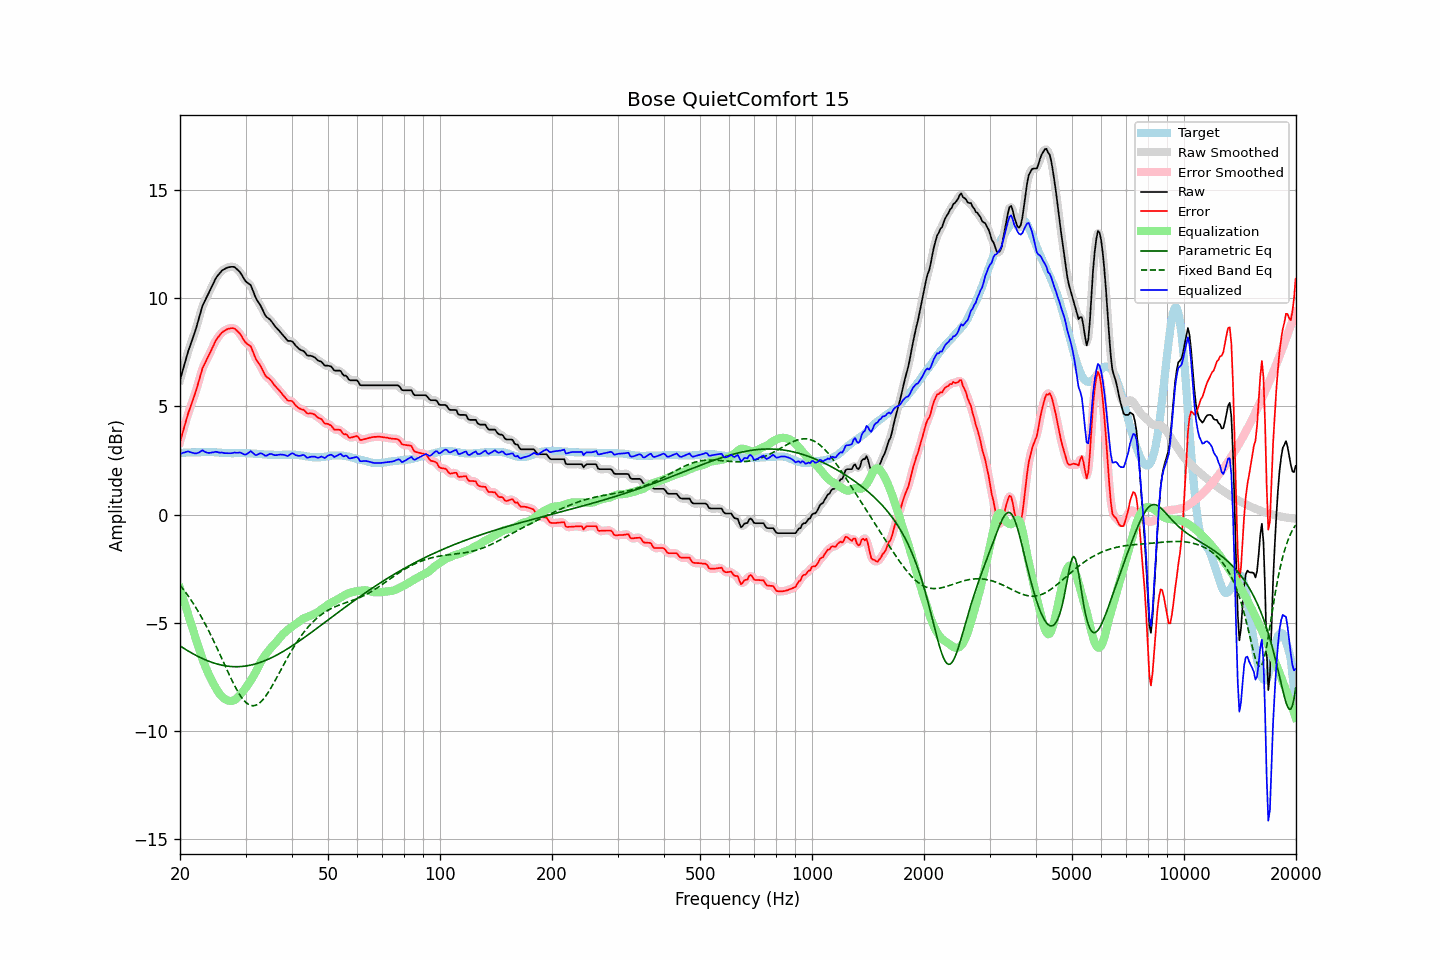 Bose QuietComfort 15
Target
Raw Smoothed
Error Smoothed
Raw
Error
Equalization
Parametric Eq
Fixed Band Eq
Equalized
Amplitude (dBr)
15
10
5
0
−5
−10
−15
20 50 100 200 500 1000 2000 5000 10000 20000
Frequency (Hz)